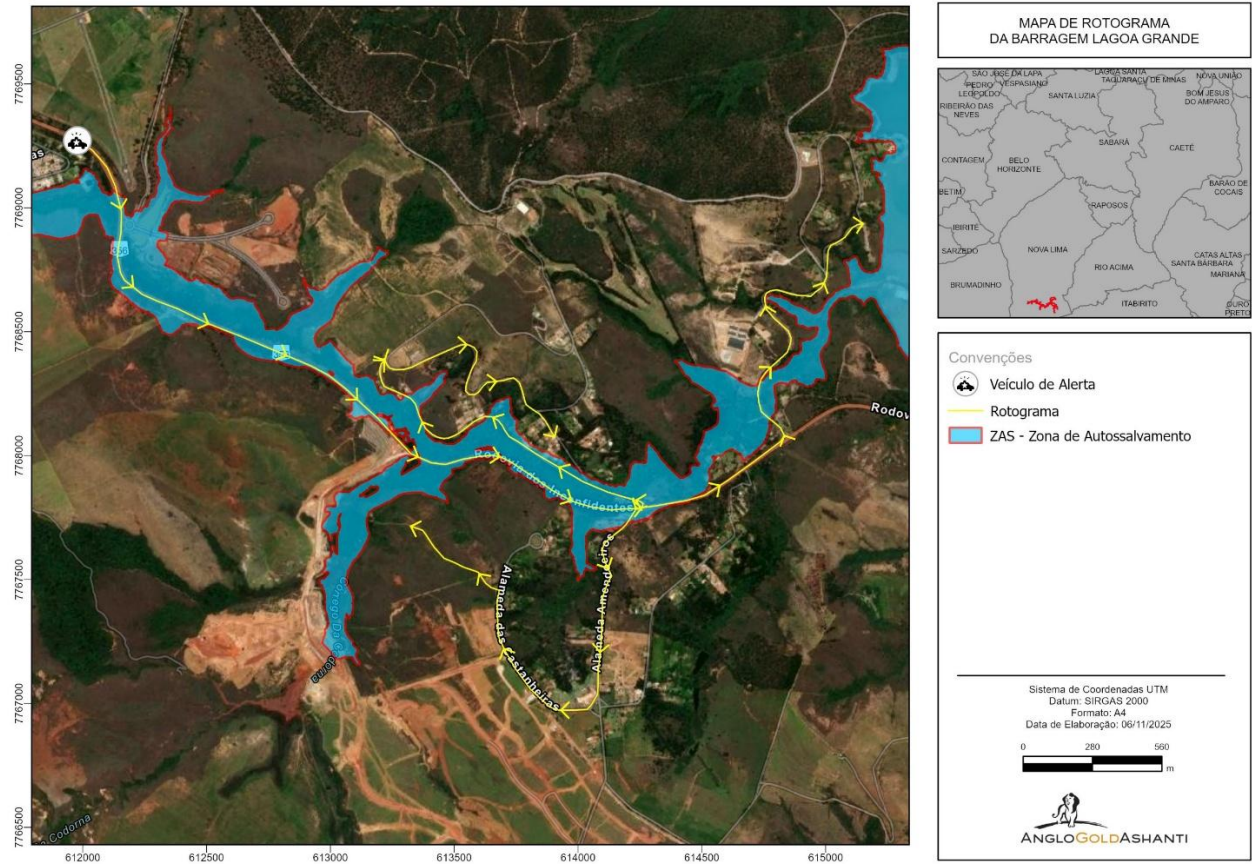 MAPA DE ROTOGRAMA
DA BARRAGEM LAGOA GRANDE
SÃO JOSÉ DA LAPA
LAGOA SANTA
TAQUARAÇU DE MINAS
NOVA UNIÃO
PEDRO
LEOPOLDO
VESPASIANO
SANTA LUZIA
BOM JESUS
DO AMPARO
RIBEIRÃO DAS
NEVES
SABARÁ
CAETÉ
CONTAGEM
BELO
HORIZONTE
BETIM
BARÃO DE
COCAIS
RAPOSOS
IBIRITÉ
SARZEDO
NOVA LIMA
RIO ACIMA
CATAS ALTAS
SANTA BÁRBARA
MARIANA
BRUMADINHO
ITABIRITO
OURO
PRETO
Convenções
Veículo de Alerta
Rotograma
ZAS - Zona de Autossalvamento
Sistema de Coordenadas UTM
Datum: SIRGAS 2000
Formato: A4
Data de Elaboração: 06/11/2025
0 280 560
m
ANGLOGOLDASHANTI
7769500
7769000
7768500
7768000
7767500
7767000
7766500
612000 612500 613000 613500 614000 614500 615000
as
356
Rodovia dos Inconfidentes
Rodov
Alameda das Castanheiras
Alameda Amendoeiros
Codorna